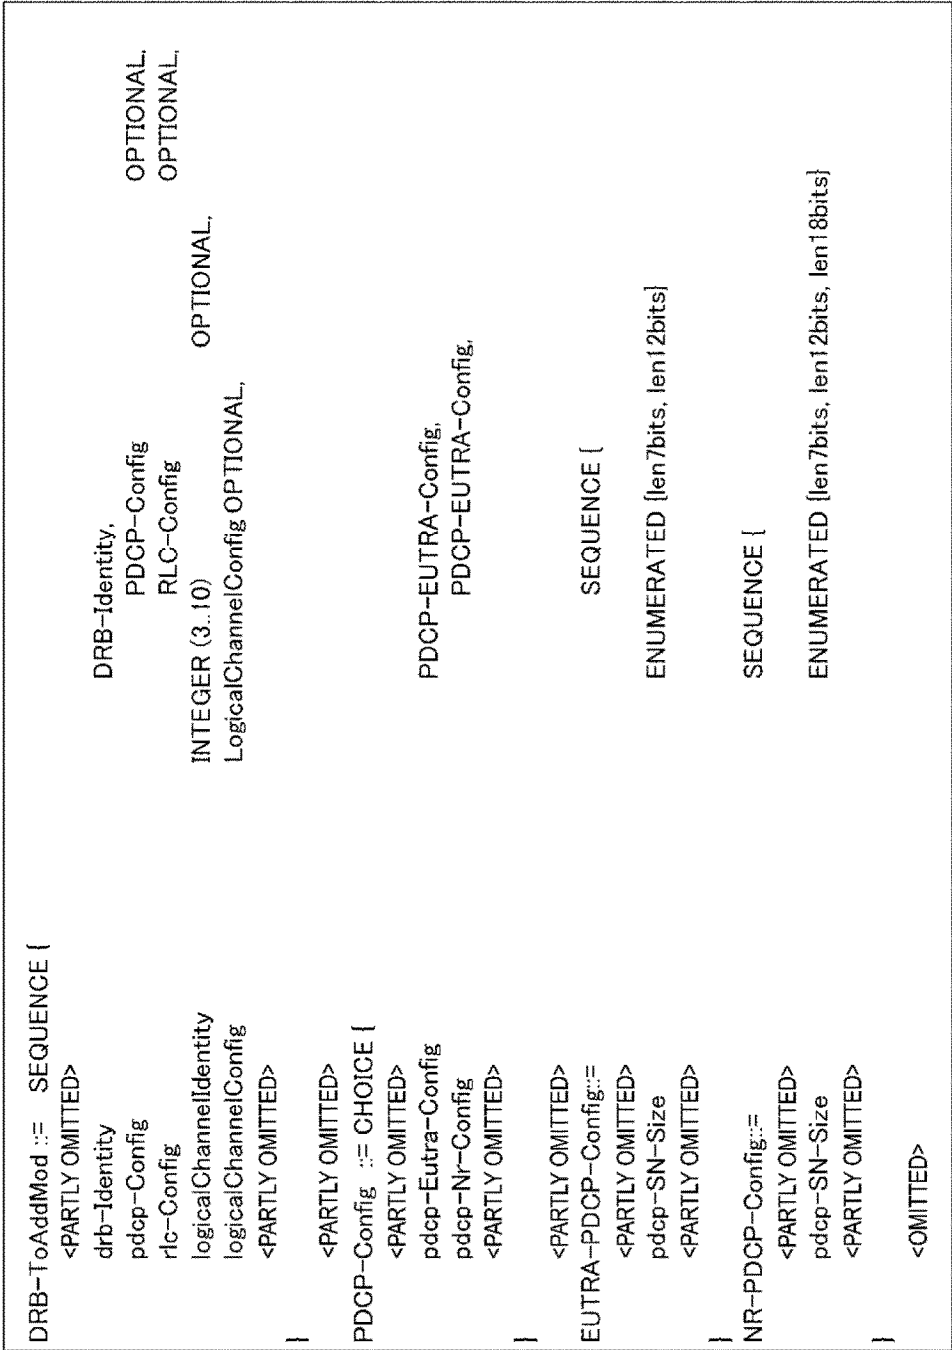 DRB-ToAddMod ::= SEQUENCE {
<PARTLY OMITTED>
drb-Identity DRB-Identity,
pdcp-Config PDCP-Config OPTIONAL,
rlc-Config RLC-Config OPTIONAL,
logicalChannelIdentity INTEGER (3..10) OPTIONAL,
logicalChannelConfig LogicalChannelConfig OPTIONAL,
<PARTLY OMITTED>
}
<PARTLY OMITTED>
PDCP-Config ::= CHOICE {
<PARTLY OMITTED>
pdcp-Eutra-Config PDCP-EUTRA-Config,
pdcp-Nr-Config PDCP-EUTRA-Config,
<PARTLY OMITTED>
}
<PARTLY OMITTED>
EUTRA-PDCP-Config::= SEQUENCE {
<PARTLY OMITTED>
pdcp-SN-Size ENUMERATED {len7bits, len12bits}
<PARTLY OMITTED>
}
NR-PDCP-Config::= SEQUENCE {
<PARTLY OMITTED>
pdcp-SN-Size ENUMERATED {len7bits, len12bits, len18bits}
<PARTLY OMITTED>
}
<OMITTED>